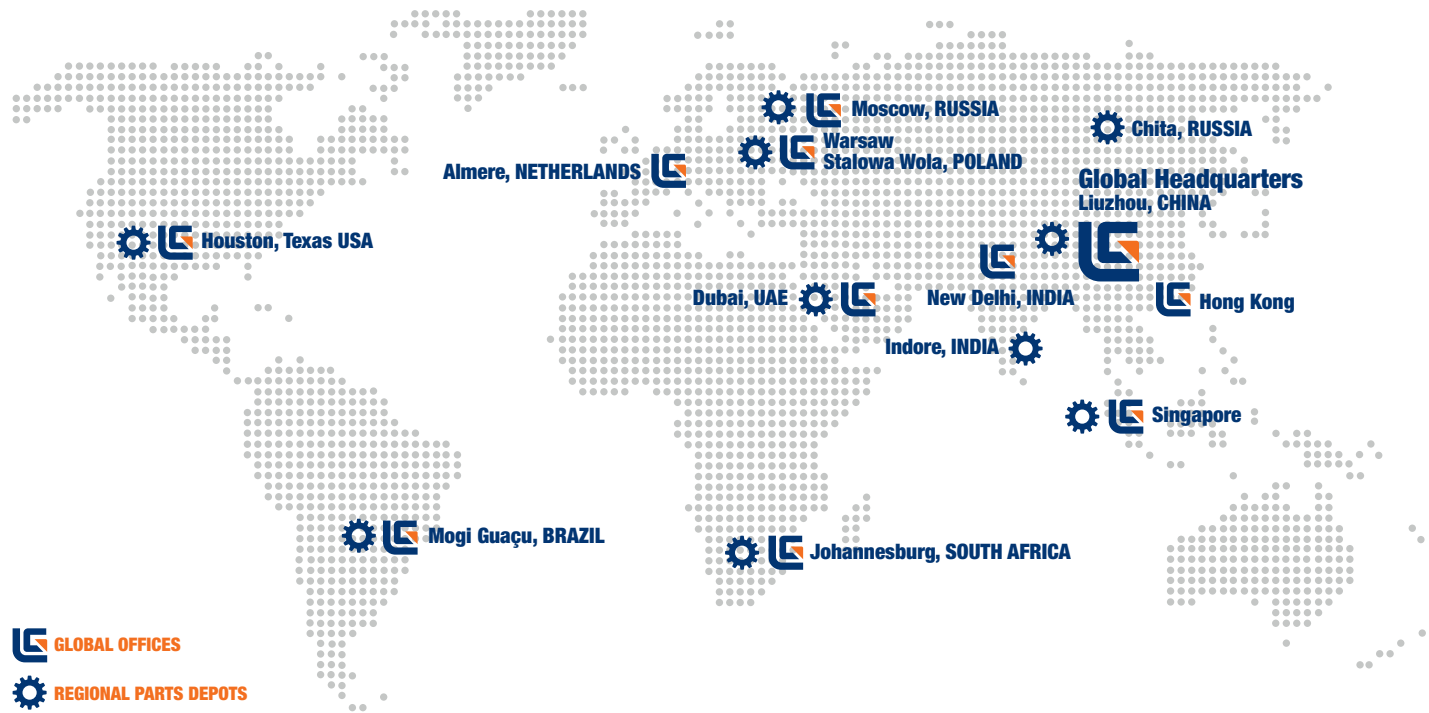 Moscow, RUSSIA
Chita, RUSSIA
Warsaw
Stalowa Wola, POLAND
Almere, NETHERLANDS
Global Headquarters
Liuzhou, CHINA
Houston, Texas USA
Dubai, UAE
New Delhi, INDIA
Hong Kong
Indore, INDIA
Singapore
Mogi Guaçu, BRAZIL
Johannesburg, SOUTH AFRICA
GLOBAL OFFICES
REGIONAL PARTS DEPOTS